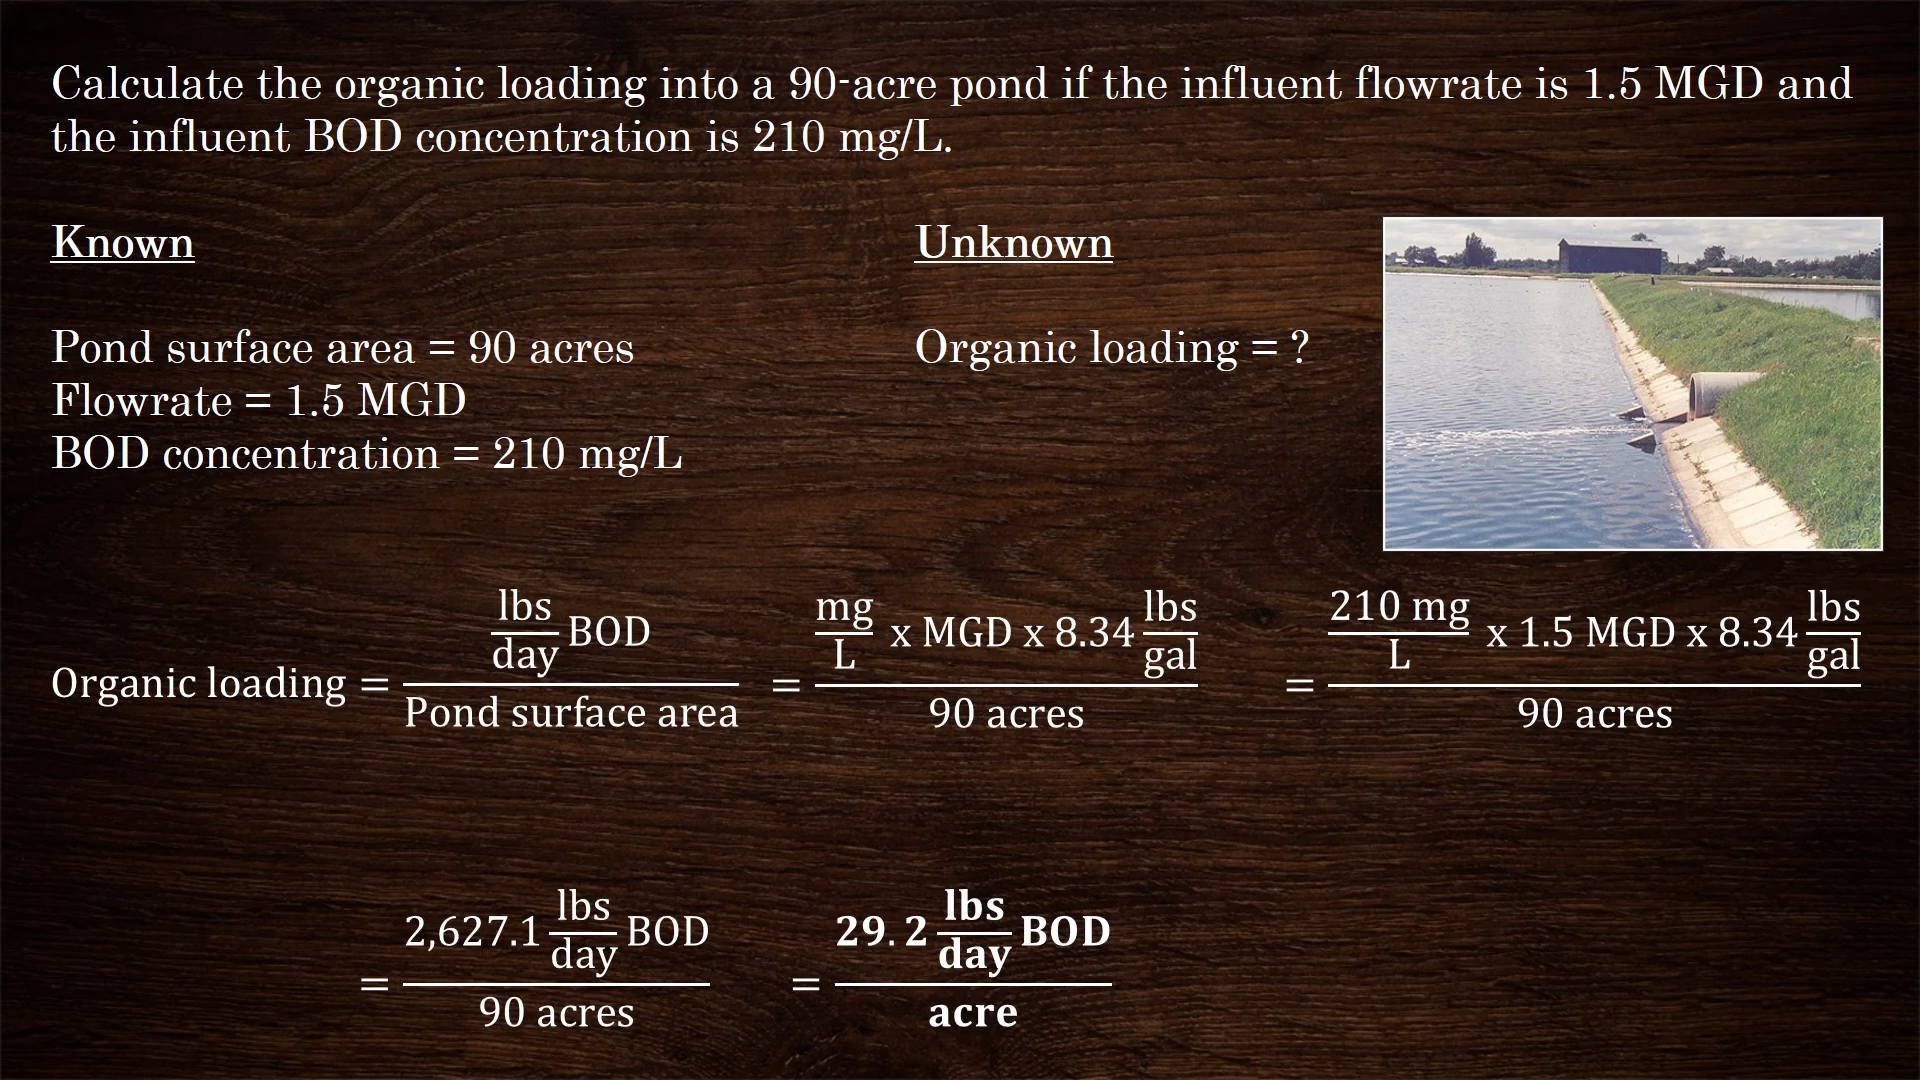 Calculate the organic loading into a 90-acre pond if the influent flowrate is 1.5 MGD and
the influent BOD concentration is 210 mg/L.
Known
Unknown
Pond surface area = 90 acres
Organic loading = ?
Flowrate = 1.5 MGD
BOD concentration = 210 mg/L
Organic loading = lbs/day BOD / Pond surface area = mg/L x MGD x 8.34 lbs/gal / 90 acres = 210 mg/L x 1.5 MGD x 8.34 lbs/gal / 90 acres
= 2,627.1 lbs/day BOD / 90 acres = 29.2 lbs/day BOD / acre